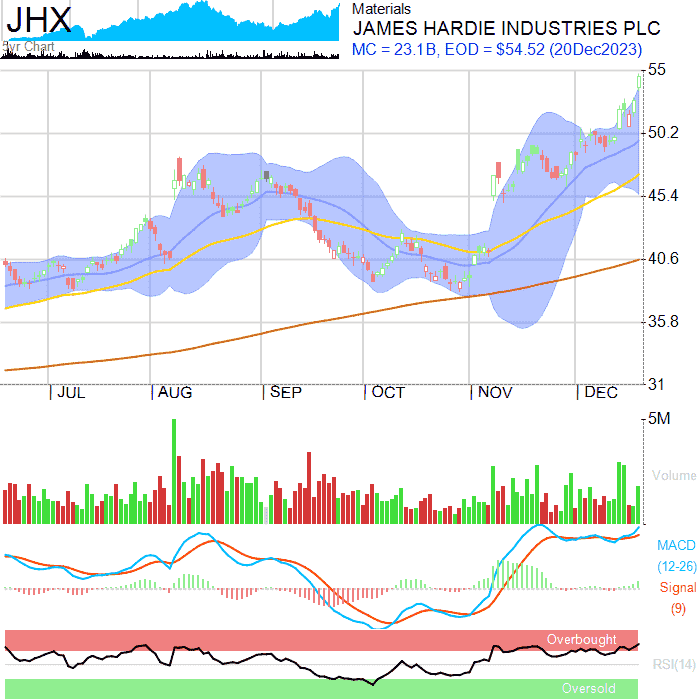 JHX
5yr Chart
Materials
JAMES HARDIE INDUSTRIES PLC
MC = 23.1B, EOD = $54.52 (20Dec2023)
55
50.2
45.4
40.6
35.8
31
JUL
AUG
SEP
OCT
NOV
DEC
5M
Volume
MACD
(12-26)
Signal
(9)
Overbought
RSI(14)
Oversold